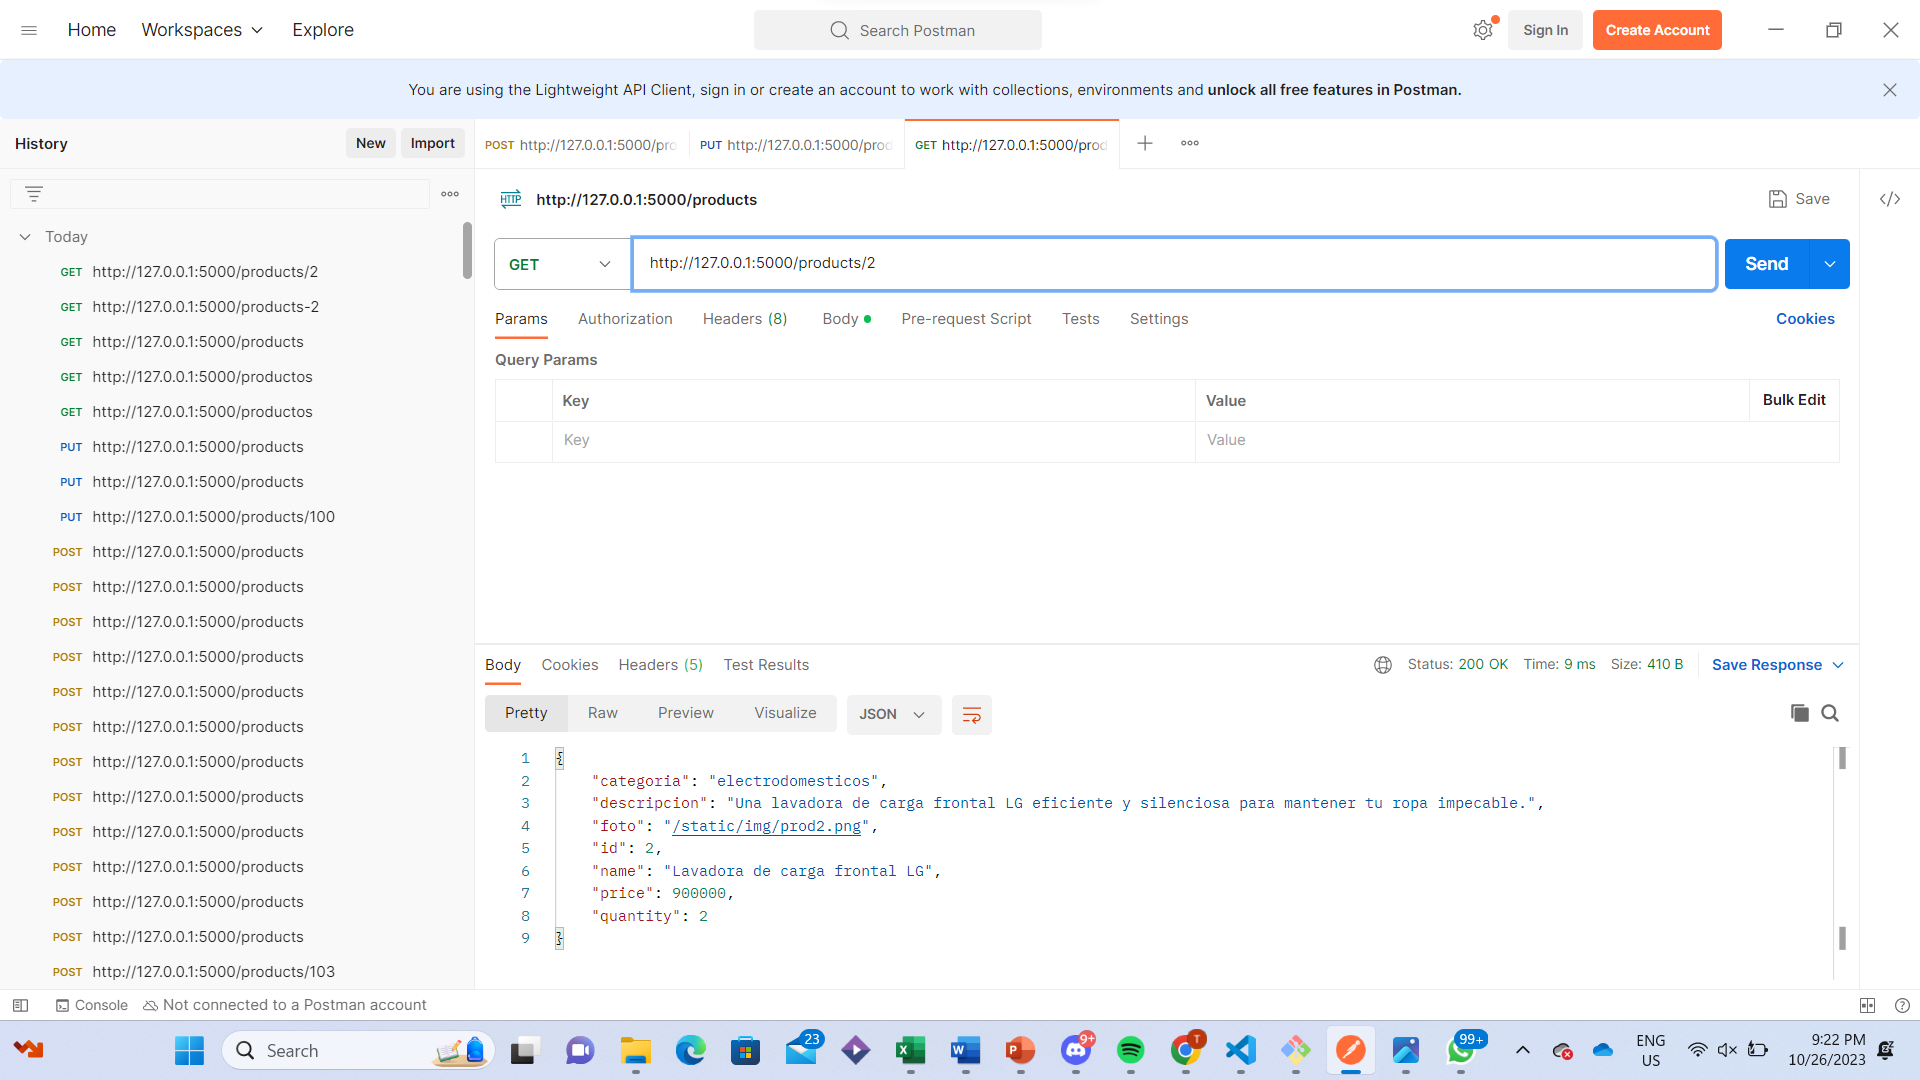 Home
Workspaces
Explore
Search Postman
Sign In
Create Account
You are using the Lightweight API Client, sign in or create an account to work with collections, environments and unlock all free features in Postman.
History
New
Import
POST http://127.0.0.1:5000/pro
PUT http://127.0.0.1:5000/prod
GET http://127.0.0.1:5000/prod
HTTP http://127.0.0.1:5000/products
Save
Today
GET http://127.0.0.1:5000/products/2
GET http://127.0.0.1:5000/products-2
GET http://127.0.0.1:5000/products
GET http://127.0.0.1:5000/productos
GET http://127.0.0.1:5000/productos
PUT http://127.0.0.1:5000/products
PUT http://127.0.0.1:5000/products
PUT http://127.0.0.1:5000/products/100
POST http://127.0.0.1:5000/products
POST http://127.0.0.1:5000/products
POST http://127.0.0.1:5000/products
POST http://127.0.0.1:5000/products
POST http://127.0.0.1:5000/products
POST http://127.0.0.1:5000/products
POST http://127.0.0.1:5000/products
POST http://127.0.0.1:5000/products
POST http://127.0.0.1:5000/products
POST http://127.0.0.1:5000/products
POST http://127.0.0.1:5000/products
POST http://127.0.0.1:5000/products
POST http://127.0.0.1:5000/products/103
GET
http://127.0.0.1:5000/products/2
Send
Params
Authorization
Headers (8)
Body
Pre-request Script
Tests
Settings
Cookies
Query Params
Key
Value
Bulk Edit
Key
Value
Body
Cookies
Headers (5)
Test Results
Status: 200 OK
Time: 9 ms
Size: 410 B
Save Response
Pretty
Raw
Preview
Visualize
JSON
1 {
2 "categoria": "electrodomesticos",
3 "descripcion": "Una lavadora de carga frontal LG eficiente y silenciosa para mantener tu ropa impecable.",
4 "foto": "/static/img/prod2.png",
5 "id": 2,
6 "name": "Lavadora de carga frontal LG",
7 "price": 900000,
8 "quantity": 2
9 }
Console
Not connected to a Postman account
Search
23
9+
T
99+
ENG
US
9:22 PM
10/26/2023